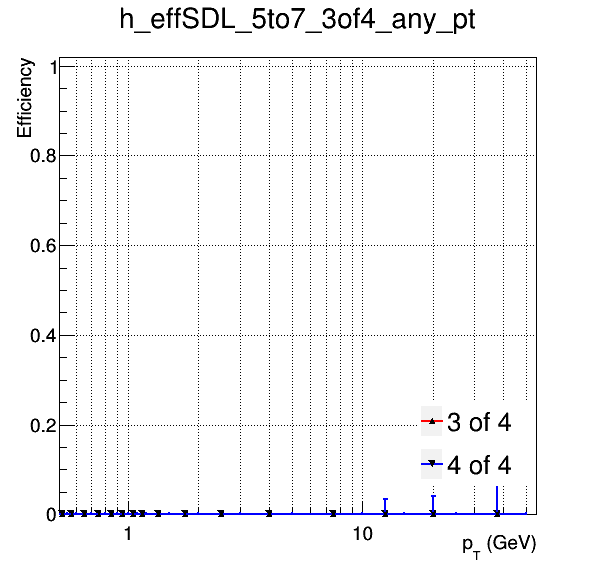 h_effSDL_5to7_3of4_any_pt
Efficiency
1
0.8
0.6
0.4
0.2
0
3 of 4
4 of 4
1
10
p_T (GeV)